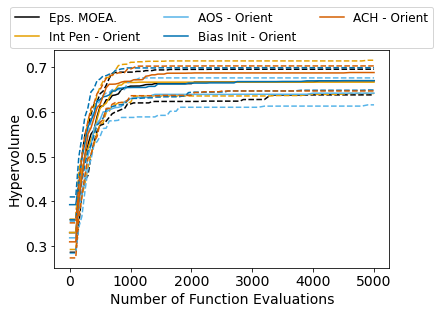 Eps. MOEA. AOS - Orient ACH - Orient
Int Pen - Orient Bias Init - Orient
0.7
0.6
0.5
0.4
0.3
Hypervolume
0 1000 2000 3000 4000 5000
Number of Function Evaluations